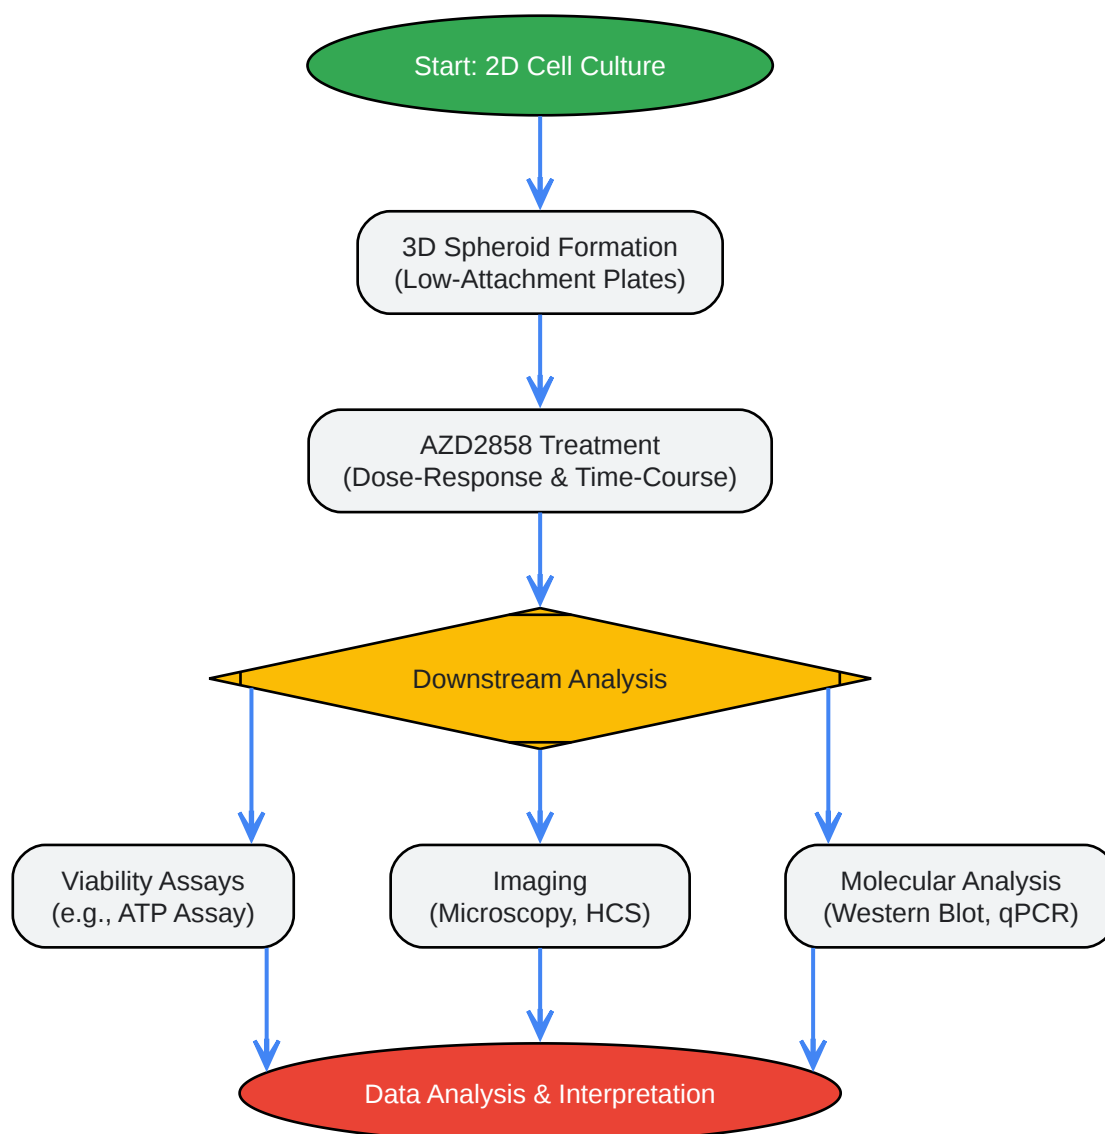 Start: 2D Cell Culture
3D Spheroid Formation
(Low-Attachment Plates)
AZD2858 Treatment
(Dose-Response & Time-Course)
Downstream Analysis
Viability Assays
(e.g., ATP Assay)
Imaging
(Microscopy, HCS)
Molecular Analysis
(Western Blot, qPCR)
Data Analysis & Interpretation